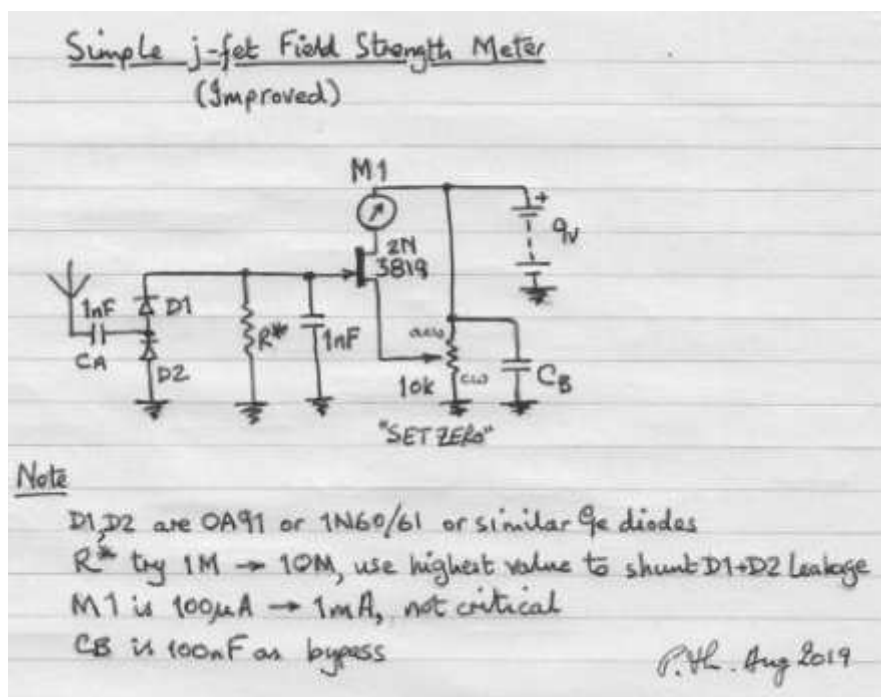 Simple j-fet Field Strength Meter
(Improved)
M1
2N
3819
9v
+
1nF
CA
D1
D2
R*
1nF
acw
10k
cw
CB
"SET ZERO"
Note
D1,D2 are OA91 or 1N60/61 or similar Ge diodes
R* try 1M → 10M, use highest value to shunt D1+D2 Leakage
M1 is 100µA → 1mA, not critical
CB is 100nF as bypass
Aug 2019